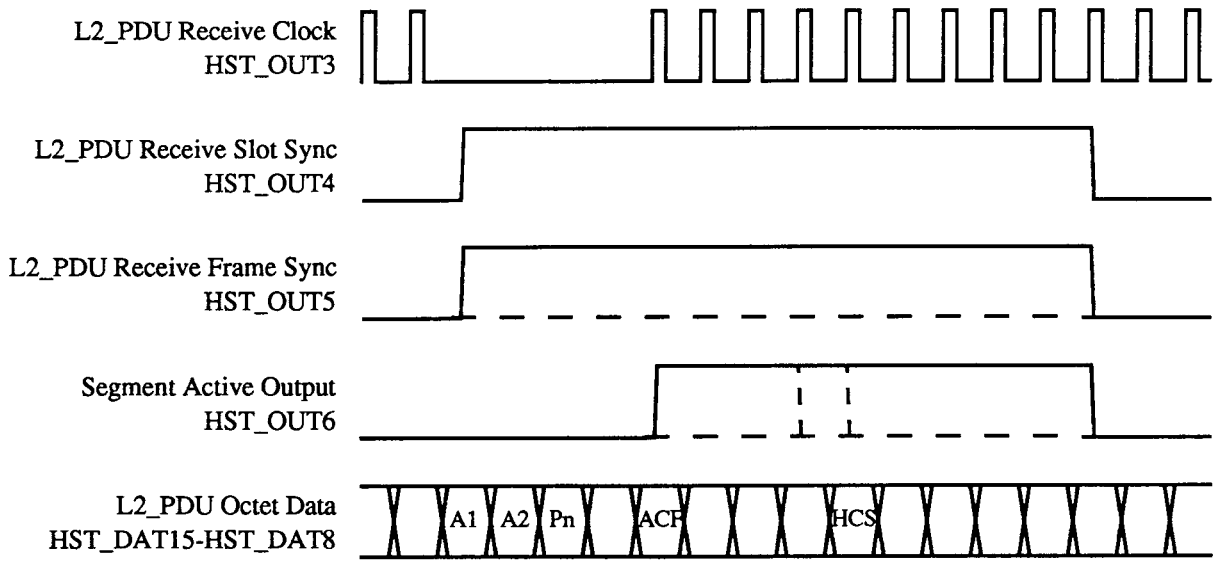 L2_PDU Receive Clock
HST_OUT3
L2_PDU Receive Slot Sync
HST_OUT4
L2_PDU Receive Frame Sync
HST_OUT5
Segment Active Output
HST_OUT6
L2_PDU Octet Data
HST_DAT15-HST_DAT8
A1 A2 Pn ACF HCS